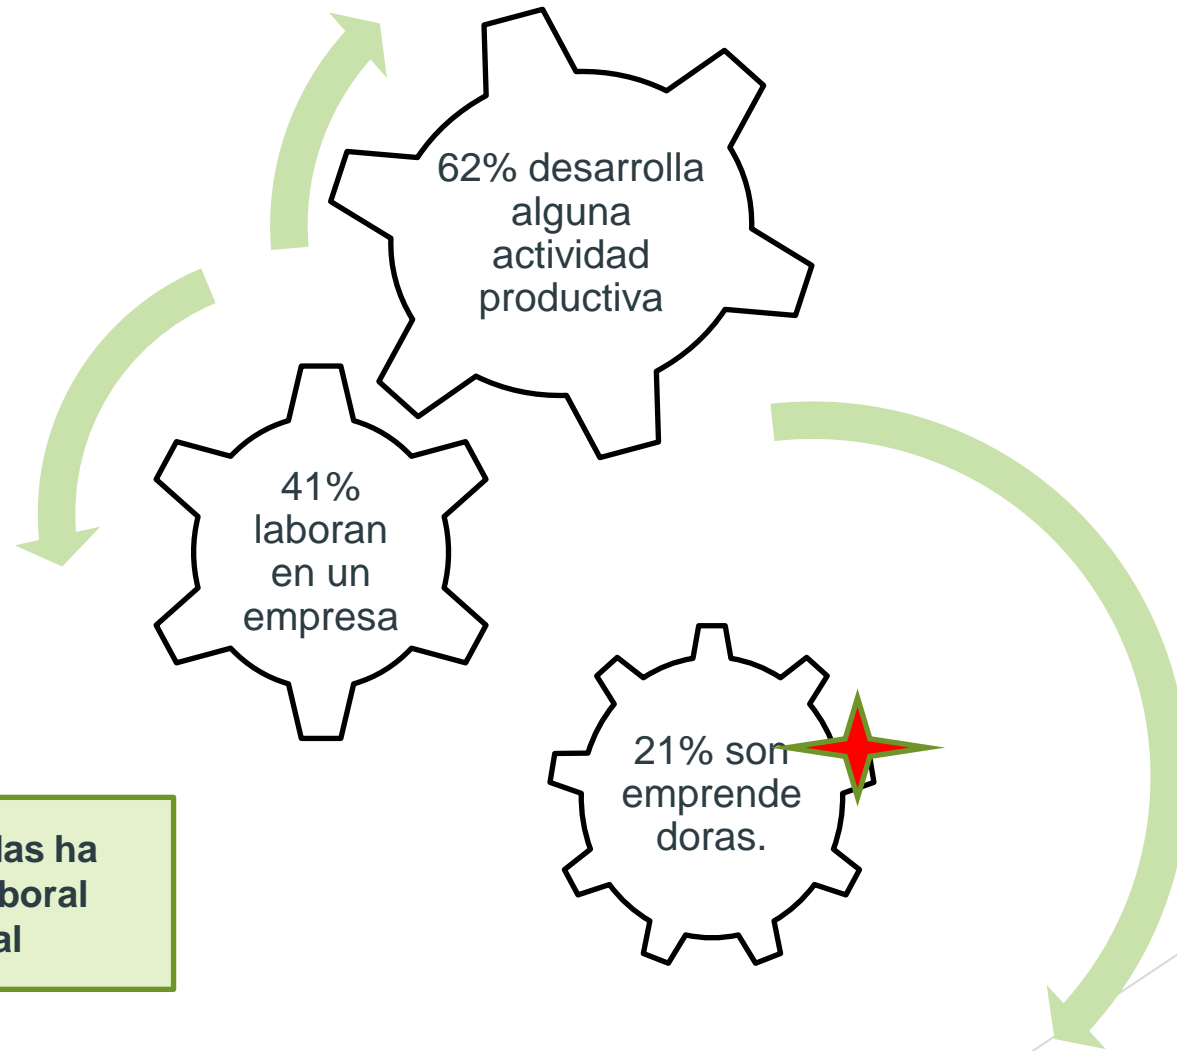 62% desarrolla
alguna
actividad
productiva
41%
laboran
en un
empresa
21% son
emprende
doras.
las ha
boral
al